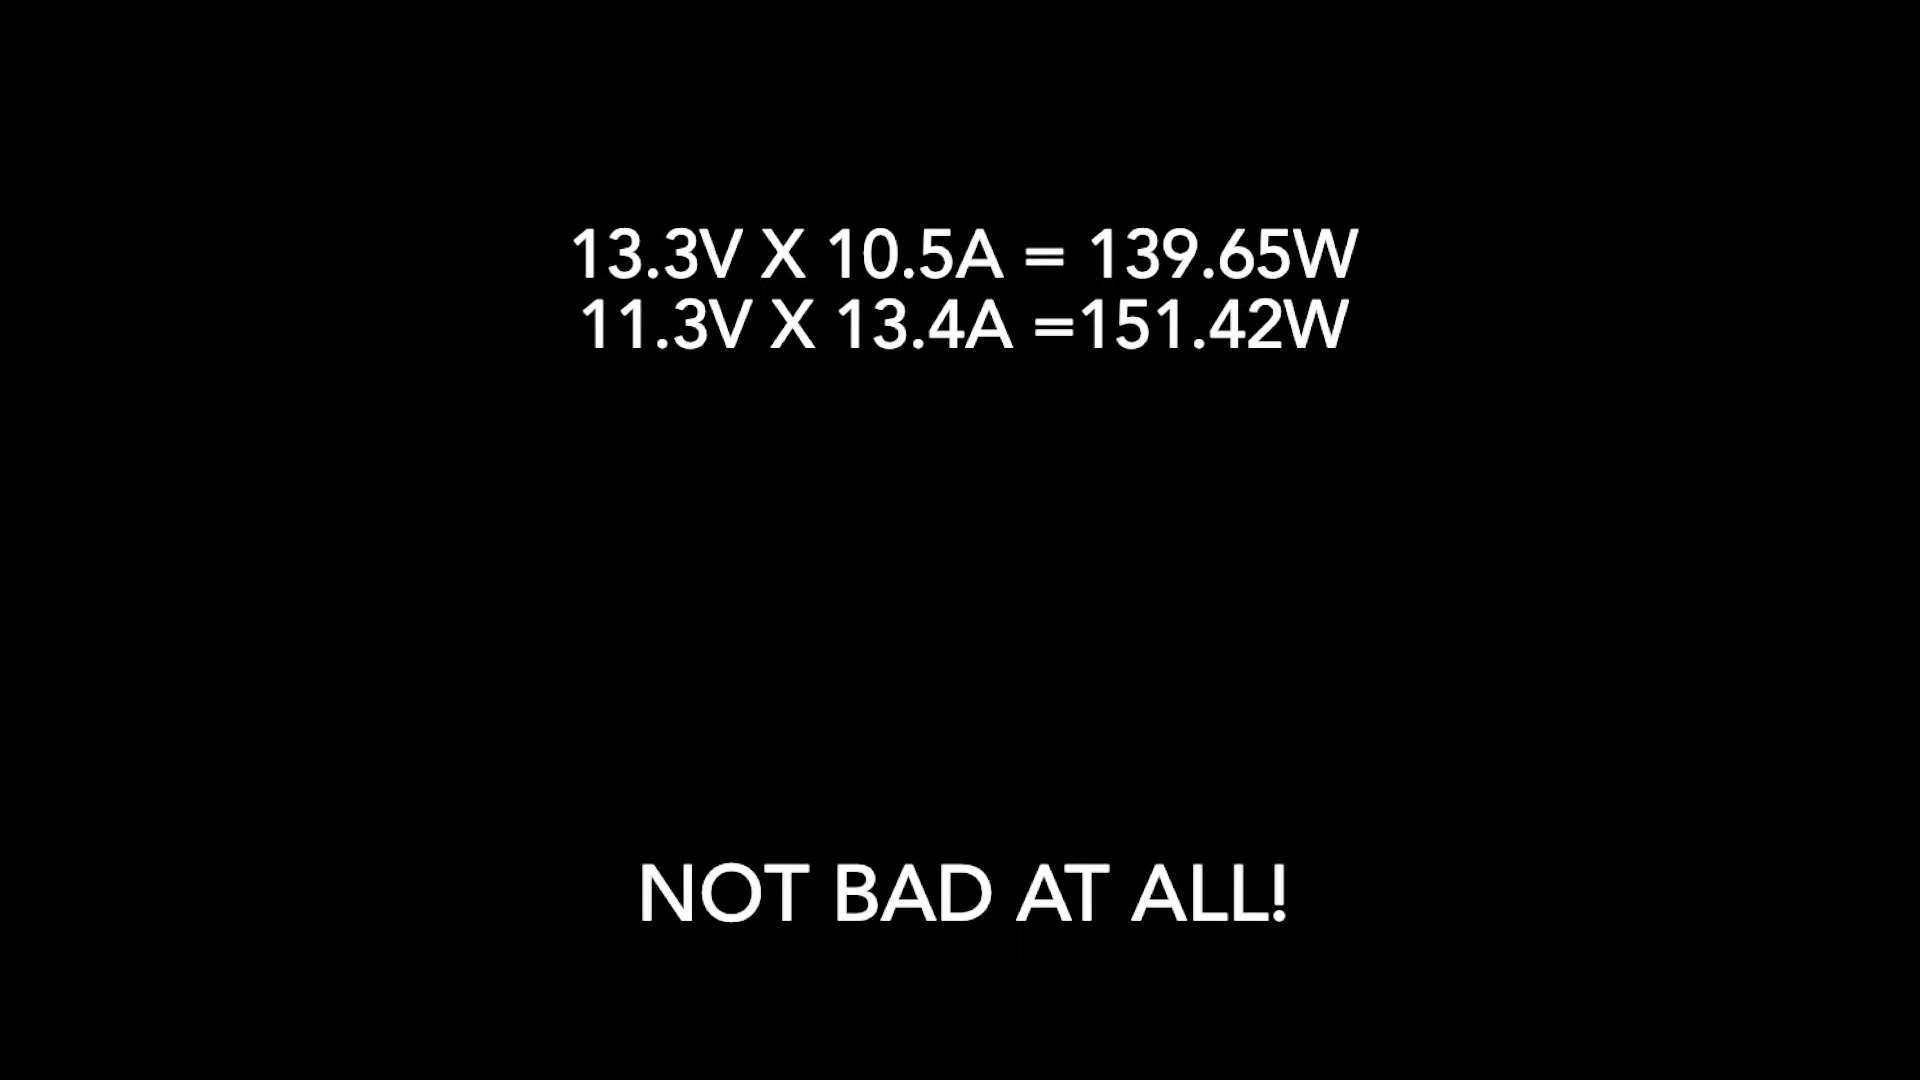 13.3V X 10.5A = 139.65W
11.3V X 13.4A =151.42W
NOT BAD AT ALL!